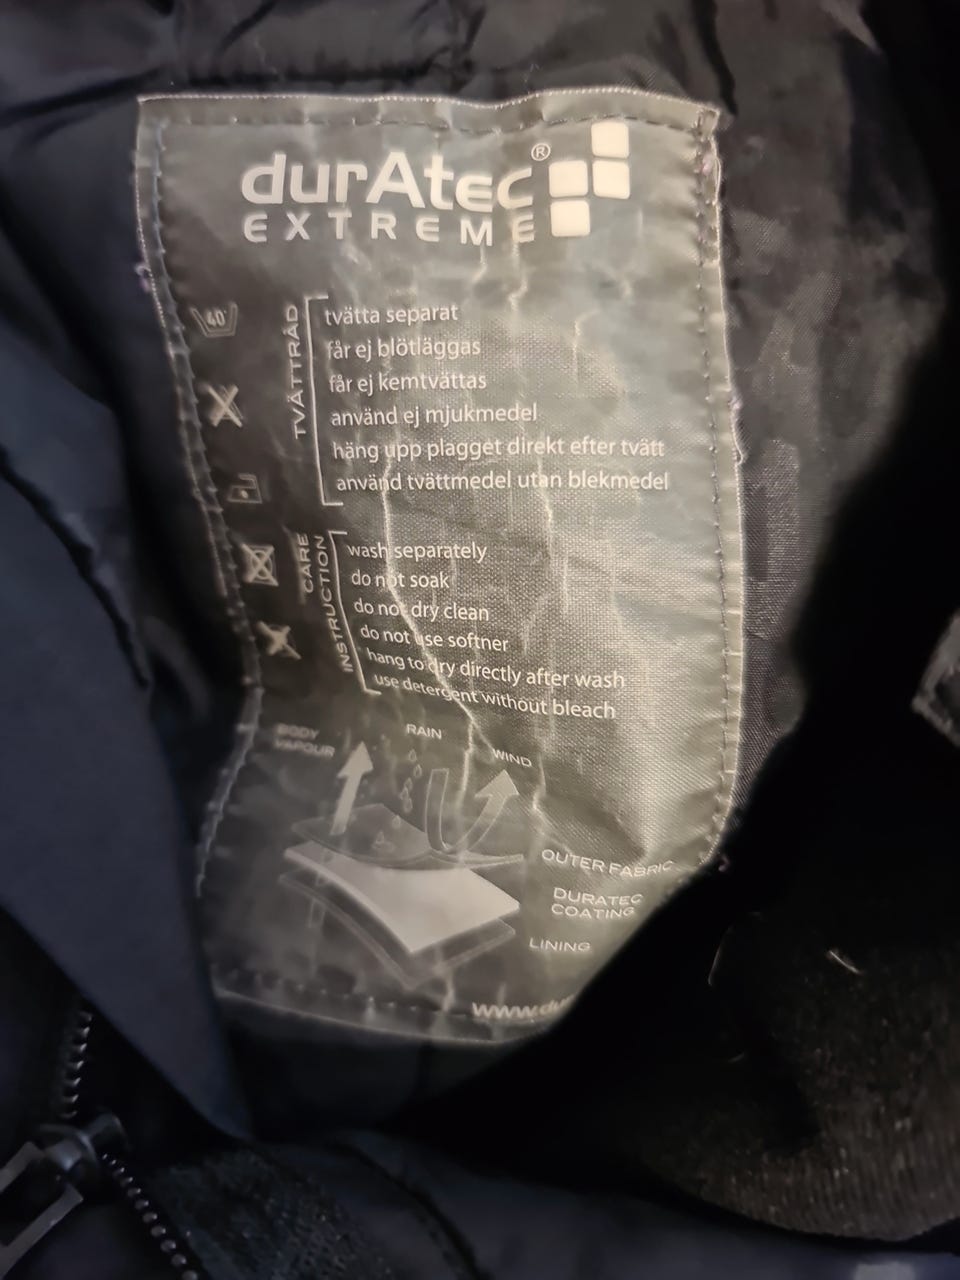 durAtec®
EXTREME
40°
TVÄTTRÅD
tvätta separat
får ej blötläggas
får ej kemtvättas
använd ej mjukmedel
häng upp plagget direkt efter tvätt
använd tvättmedel utan blekmedel
CARE
INSTRUCTION
wash separately
do not soak
do not dry clean
do not use softner
hang to dry directly after wash
use detergent without bleach
BODY
VAPOUR
RAIN
WIND
OUTER FABRIC
DURATEC
COATING
LINING